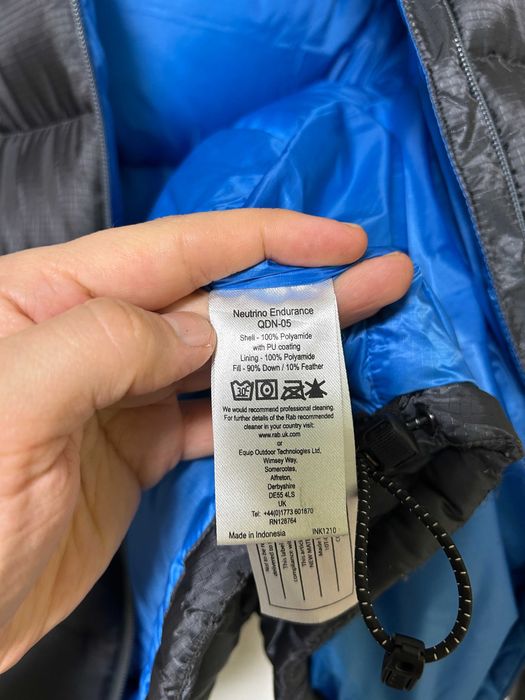 Neutrino Endurance
QDN-05
Shell - 100% Polyamide
with PU coating
Lining - 100% Polyamide
Fill - 90% Down / 10% Feather
30°
We would recommend professional cleaning.
For further details of the Rab recommended
cleaner in your country visit:
www.rab.uk.com
or
Equip Outdoor Technologies Ltd,
Wimsey Way,
Somercotes,
Alfreton,
Derbyshire
DE55 4LS
UK
Tel: +44(0)1773 601870
RN128764
Made in Indonesia INK1210